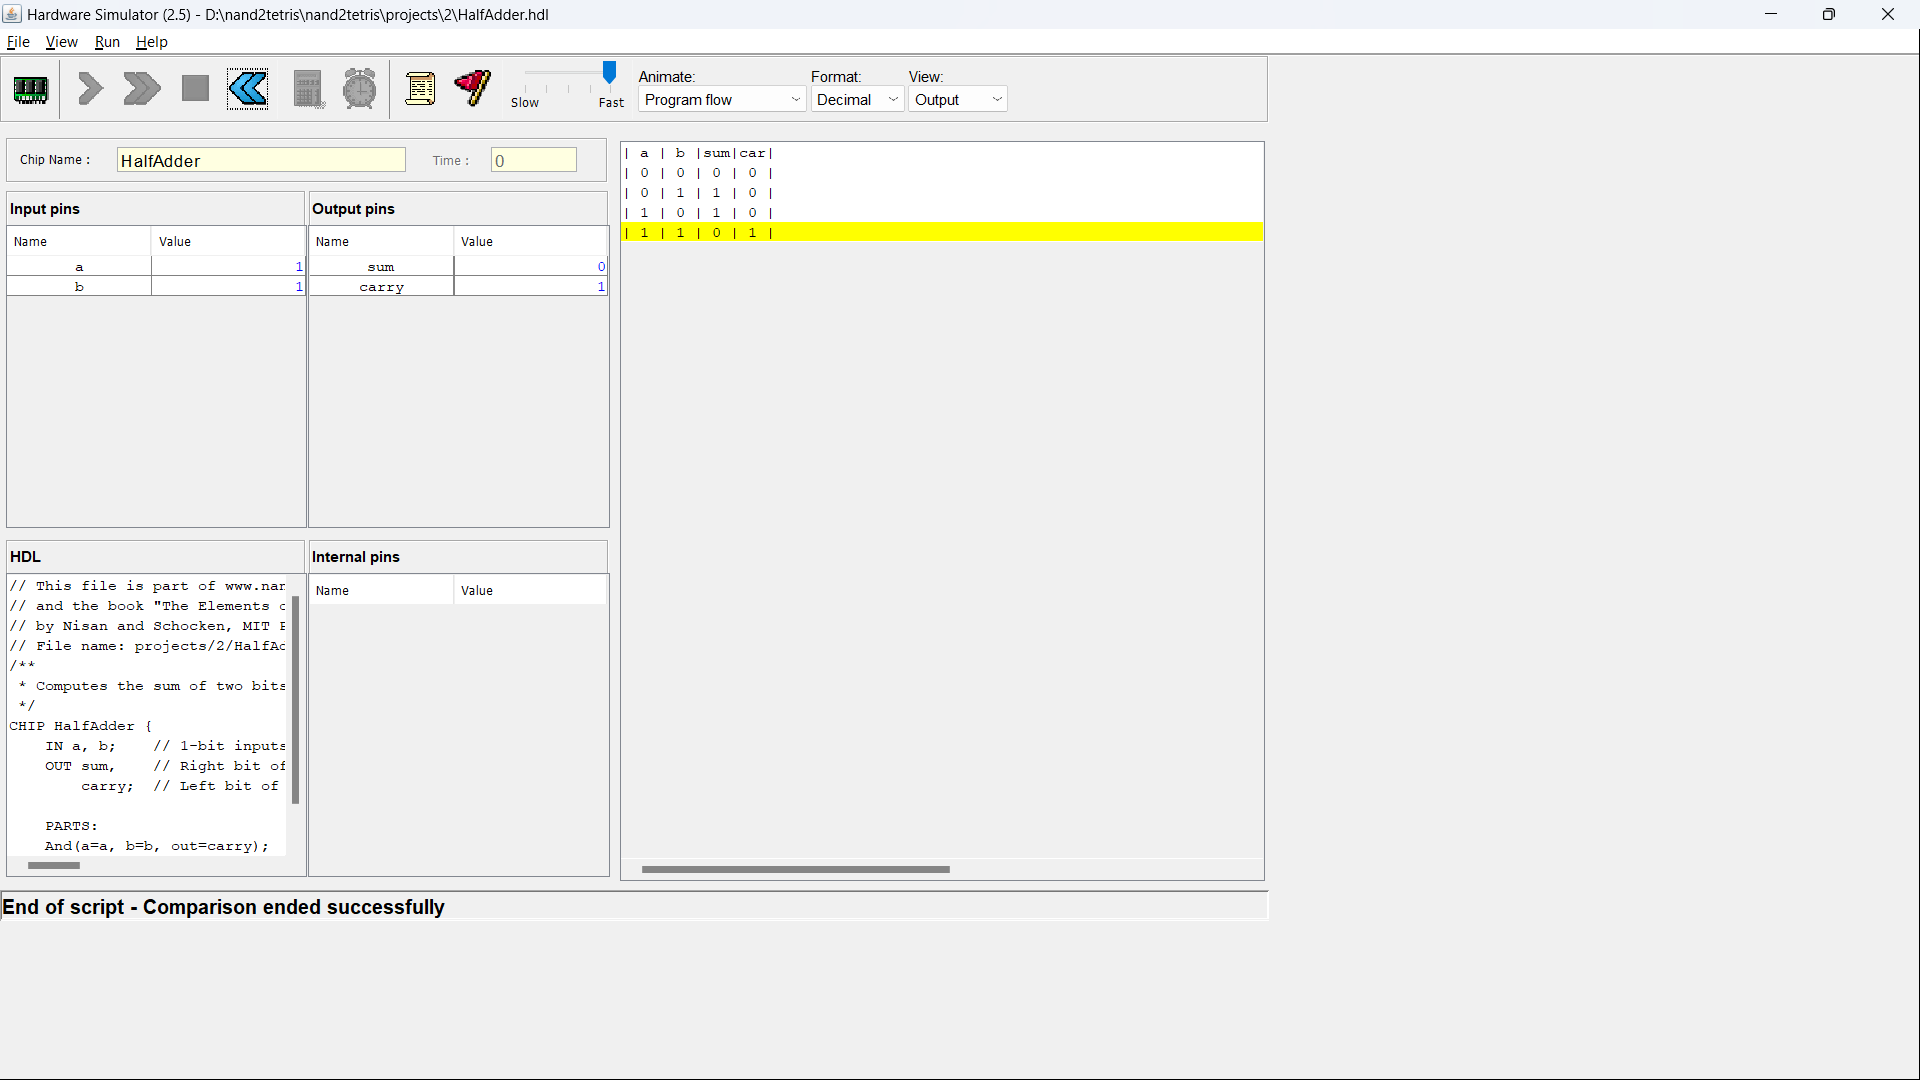 Hardware Simulator (2.5) - D:\nand2tetris\nand2tetris\projects\2\HalfAdder.hdl
File View Run Help
Slow Fast
Animate: Format: View:
Program flow Decimal Output
Chip Name : HalfAdder Time : 0
Input pins
Name Value
a 1
b 1
Output pins
Name Value
sum 0
carry 1
HDL
// This file is part of www.nan
// and the book "The Elements o
// by Nisan and Schocken, MIT P
// File name: projects/2/HalfAd
/**
 * Computes the sum of two bits
 */
CHIP HalfAdder {
    IN a, b;    // 1-bit inputs
    OUT sum,    // Right bit of
        carry;  // Left bit of
    PARTS:
    And(a=a, b=b, out=carry);
Internal pins
Name Value
| a | b |sum|car|
| 0 | 0 | 0 | 0 |
| 0 | 1 | 1 | 0 |
| 1 | 0 | 1 | 0 |
| 1 | 1 | 0 | 1 |
End of script - Comparison ended successfully